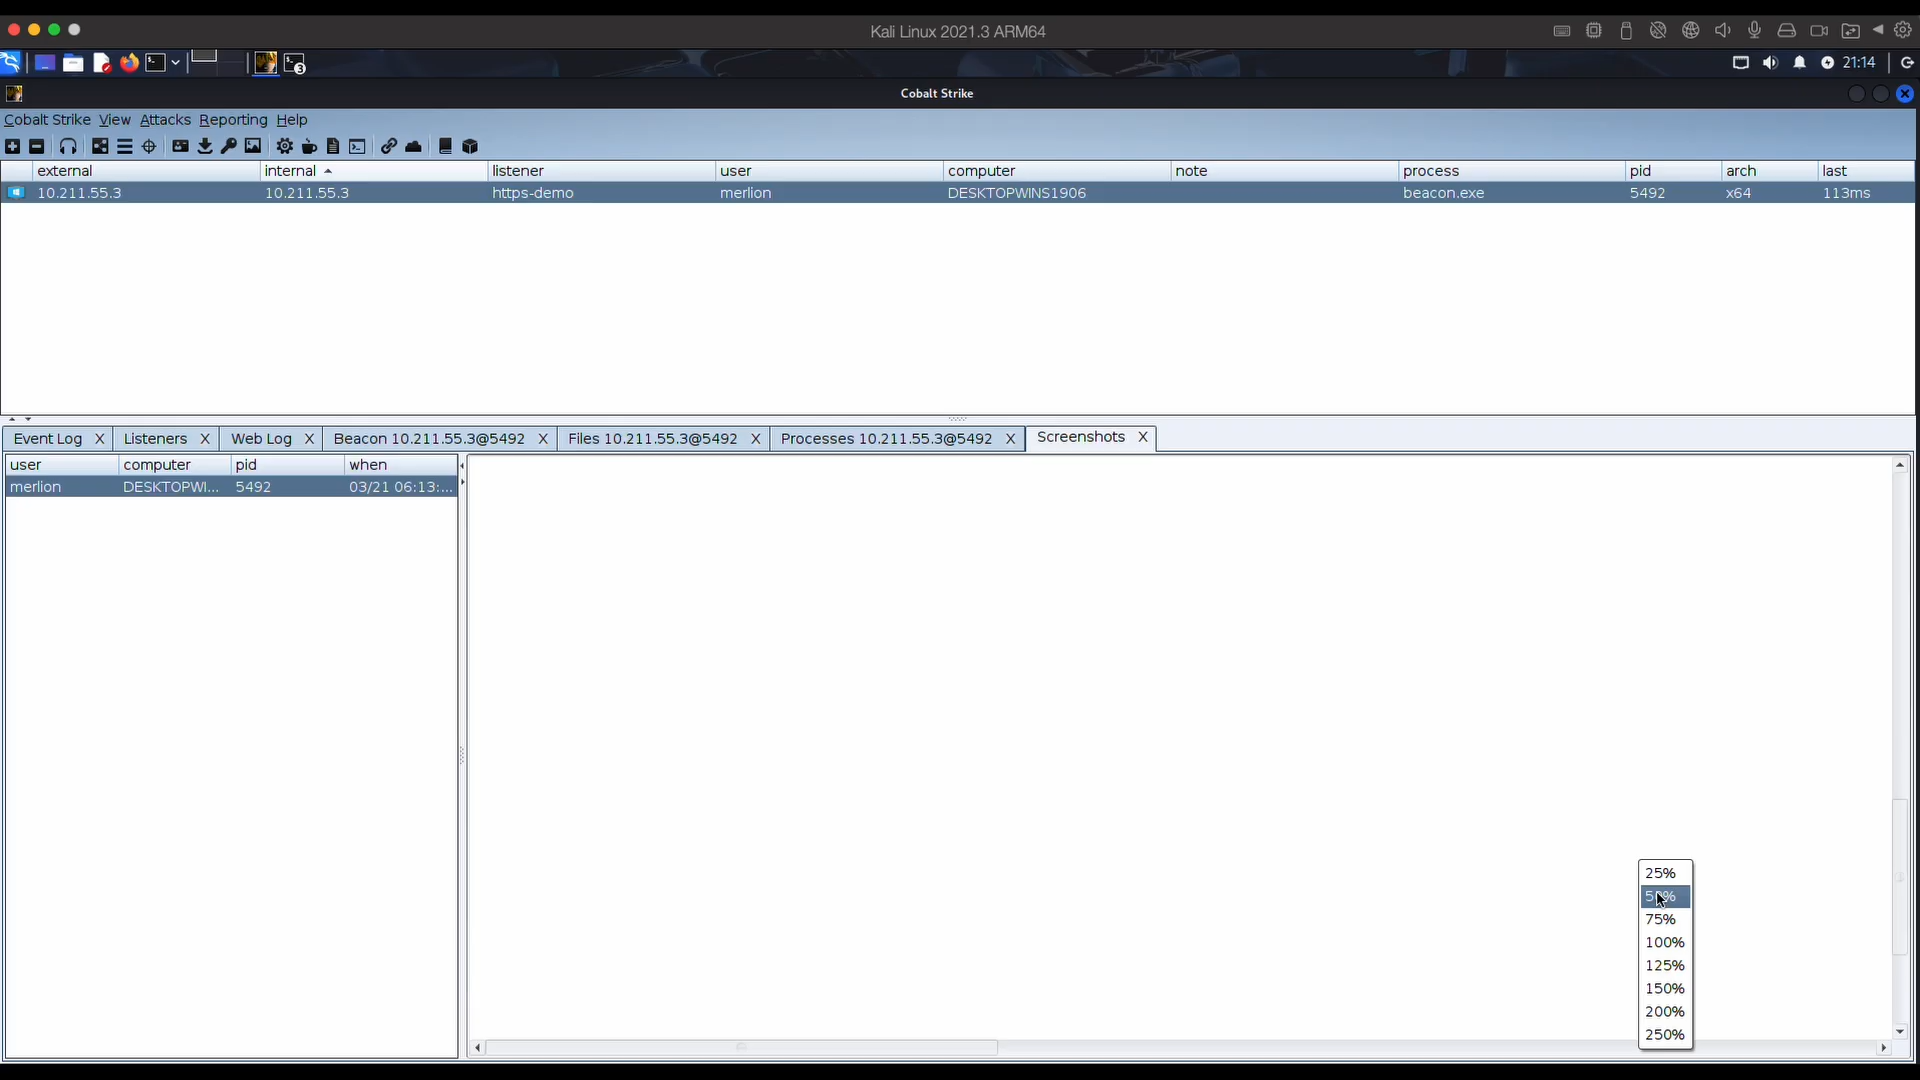 Kali Linux 2021.3 ARM64
3
21:14
Cobalt Strike
Cobalt Strike View Attacks Reporting Help
external internal listener user computer note process pid arch last
10.211.55.3 10.211.55.3 https-demo merlion DESKTOPWINS1906 beacon.exe 5492 x64 113ms
Event Log X Listeners X Web Log X Beacon 10.211.55.3@5492 X Files 10.211.55.3@5492 X Processes 10.211.55.3@5492 X Screenshots X
user computer pid when
merlion DESKTOPWI... 5492 03/21 06:13:...
25%
50%
75%
100%
125%
150%
200%
250%